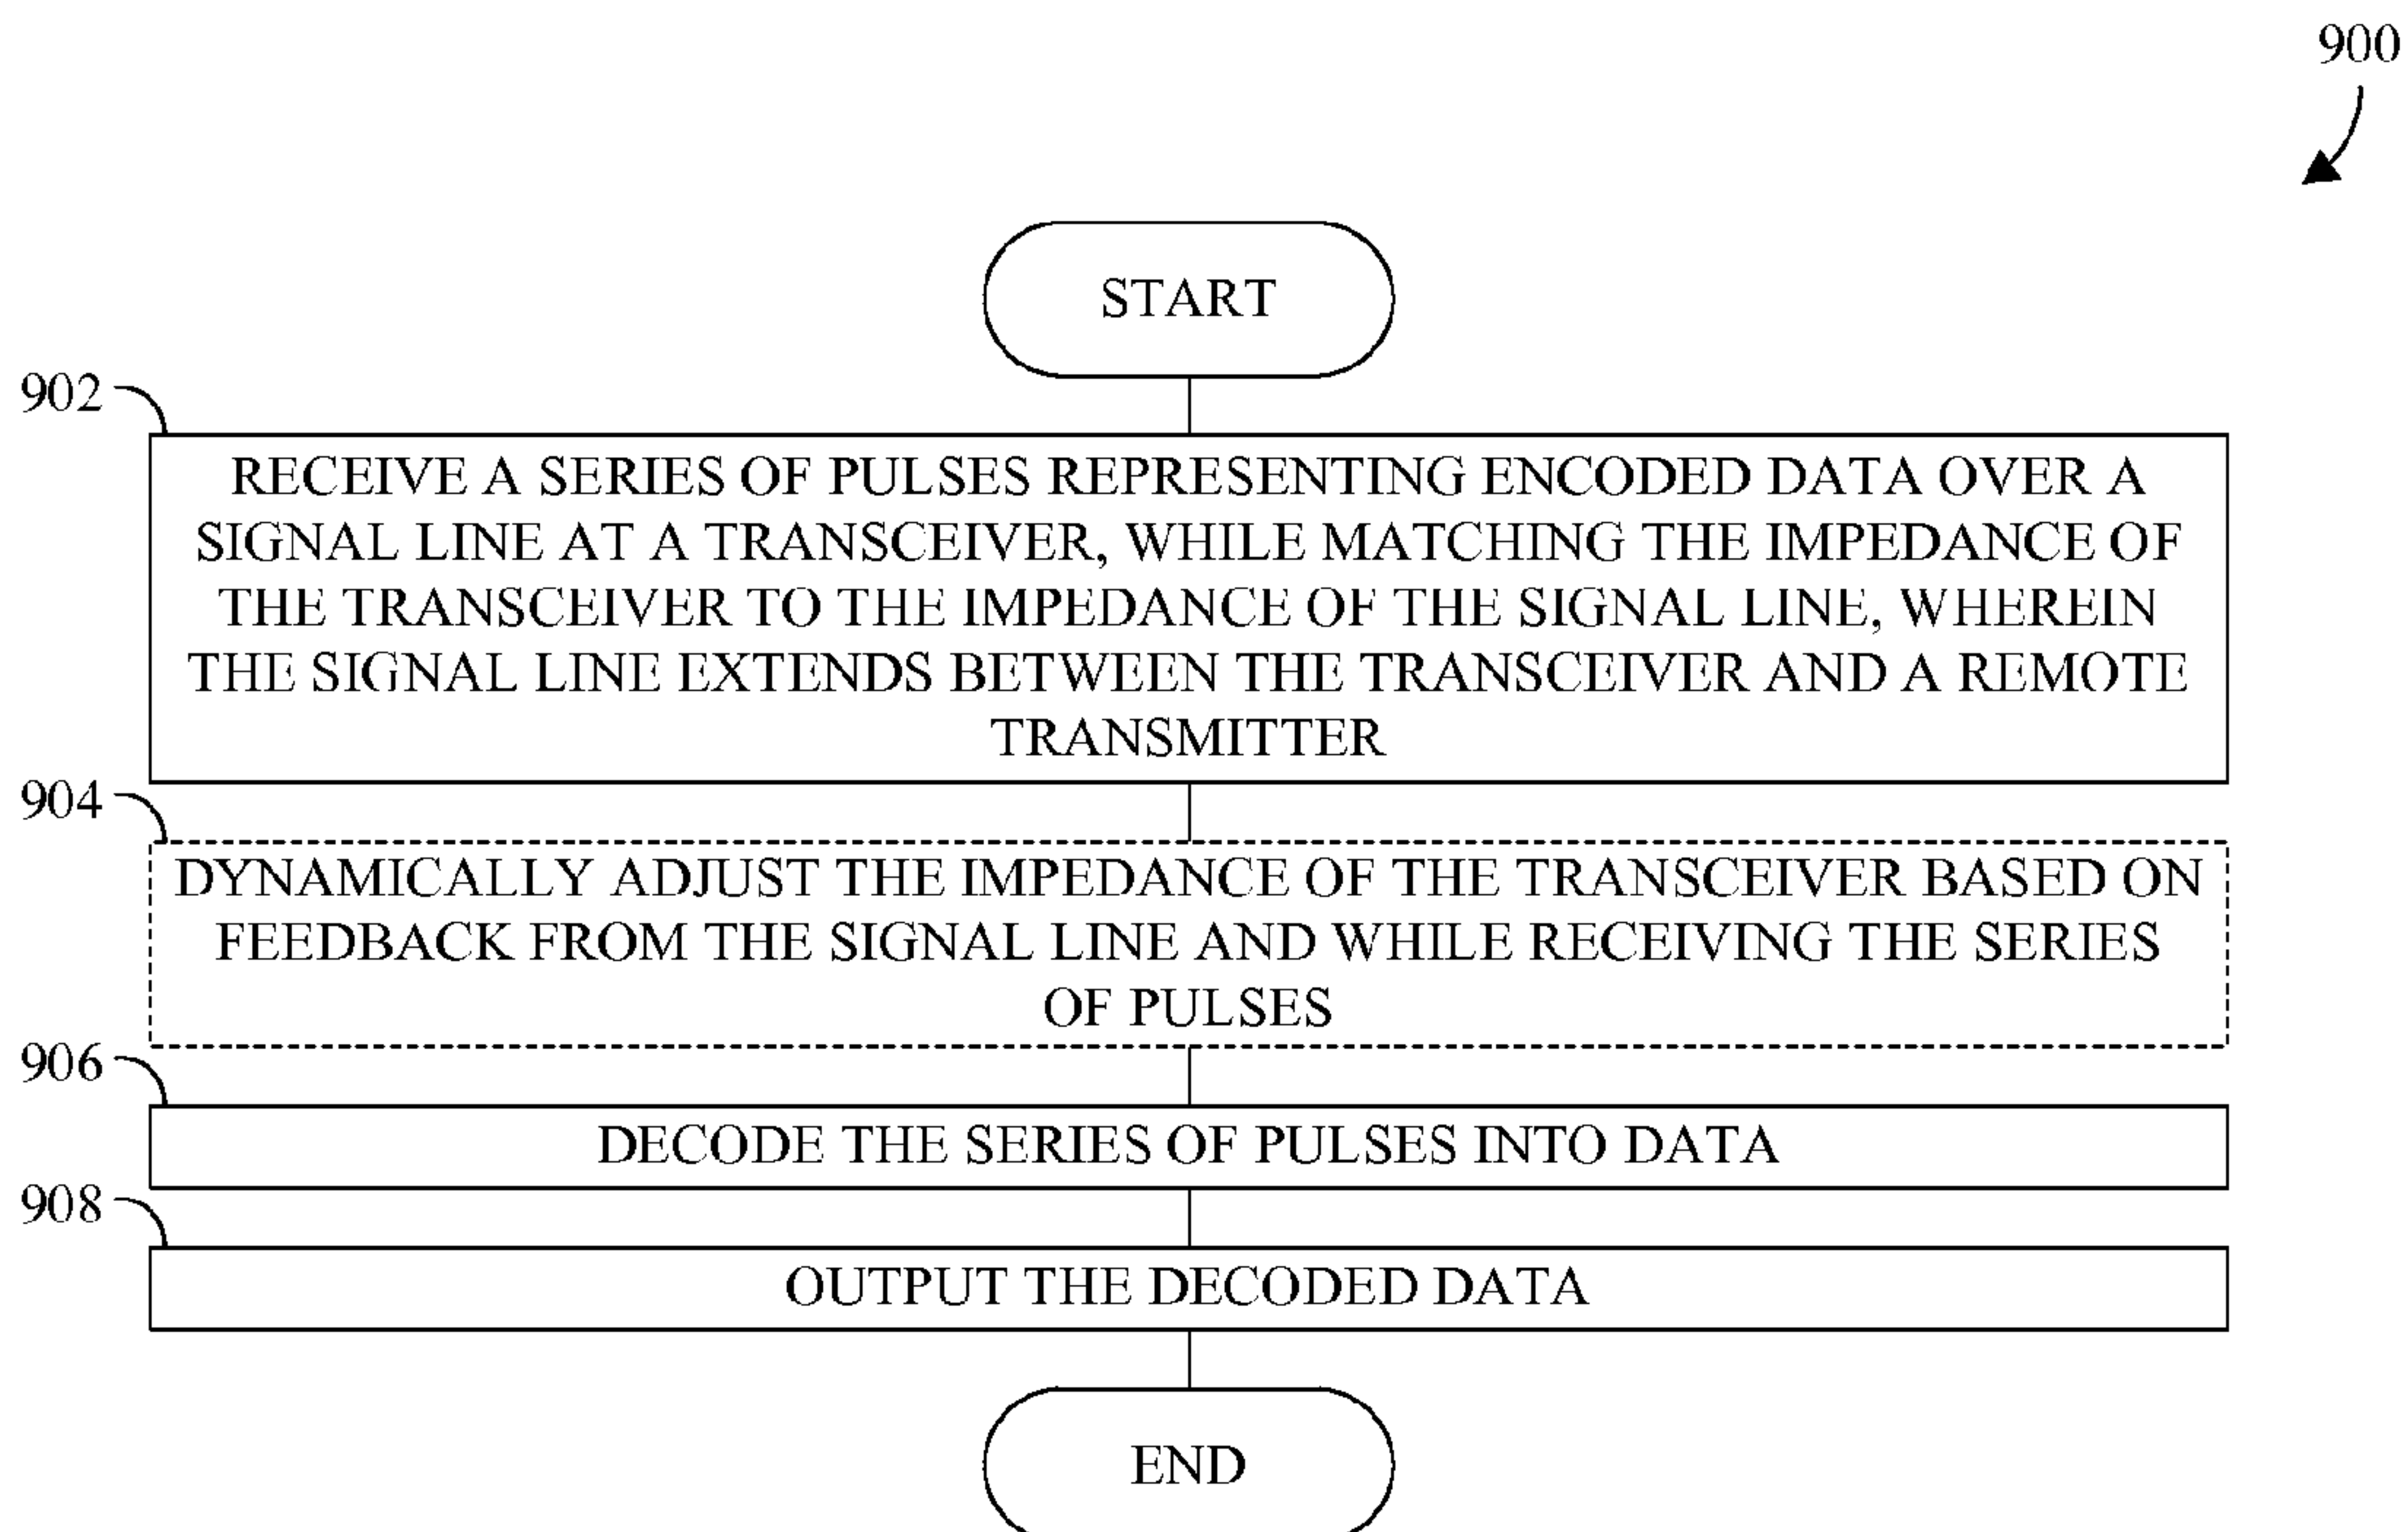 900
START
902
RECEIVE A SERIES OF PULSES REPRESENTING ENCODED DATA OVER A
SIGNAL LINE AT A TRANSCEIVER, WHILE MATCHING THE IMPEDANCE OF
THE TRANSCEIVER TO THE IMPEDANCE OF THE SIGNAL LINE, WHEREIN
THE SIGNAL LINE EXTENDS BETWEEN THE TRANSCEIVER AND A REMOTE
TRANSMITTER
904
DYNAMICALLY ADJUST THE IMPEDANCE OF THE TRANSCEIVER BASED ON
FEEDBACK FROM THE SIGNAL LINE AND WHILE RECEIVING THE SERIES
OF PULSES
906
DECODE THE SERIES OF PULSES INTO DATA
908
OUTPUT THE DECODED DATA
END